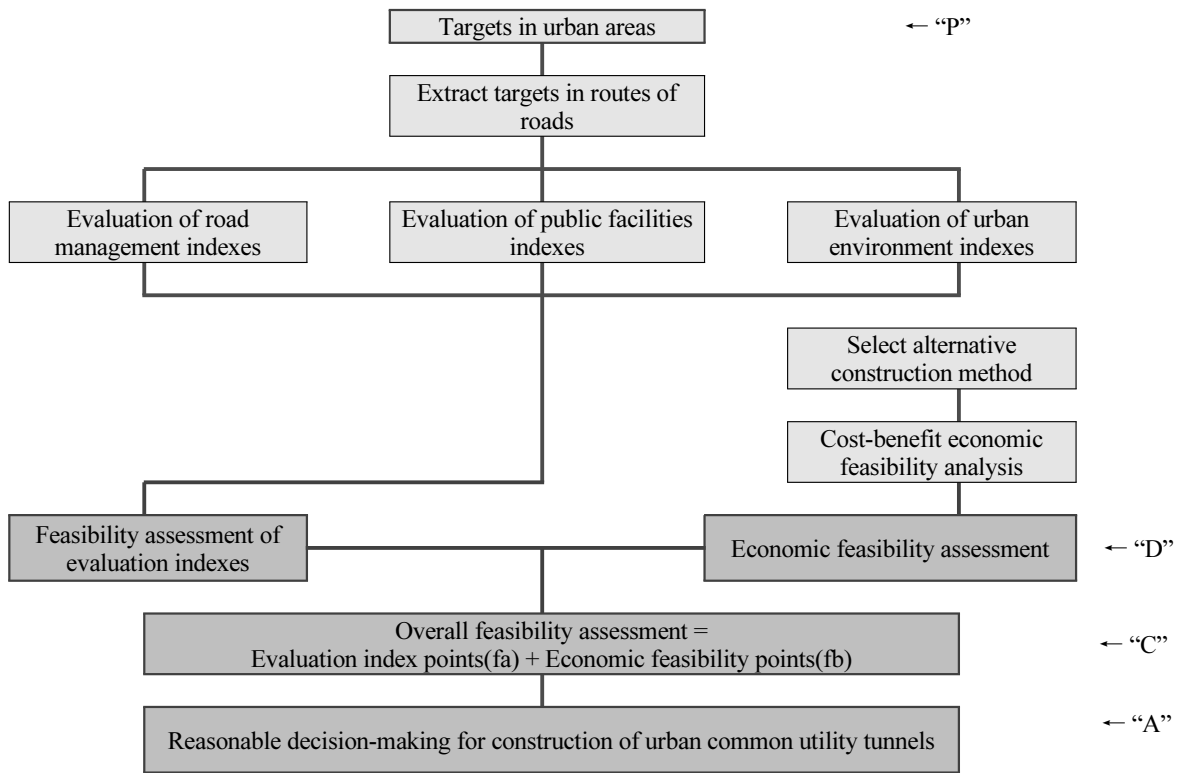 Targets in urban areas
← “P”
Extract targets in routes of
roads
Evaluation of road
management indexes
Evaluation of public facilities
indexes
Evaluation of urban
environment indexes
Select alternative
construction method
Cost-benefit economic
feasibility analysis
Feasibility assessment of
evaluation indexes
Economic feasibility assessment
← “D”
Overall feasibility assessment =
Evaluation index points(fa) + Economic feasibility points(fb)
← “C”
Reasonable decision-making for construction of urban common utility tunnels
← “A”